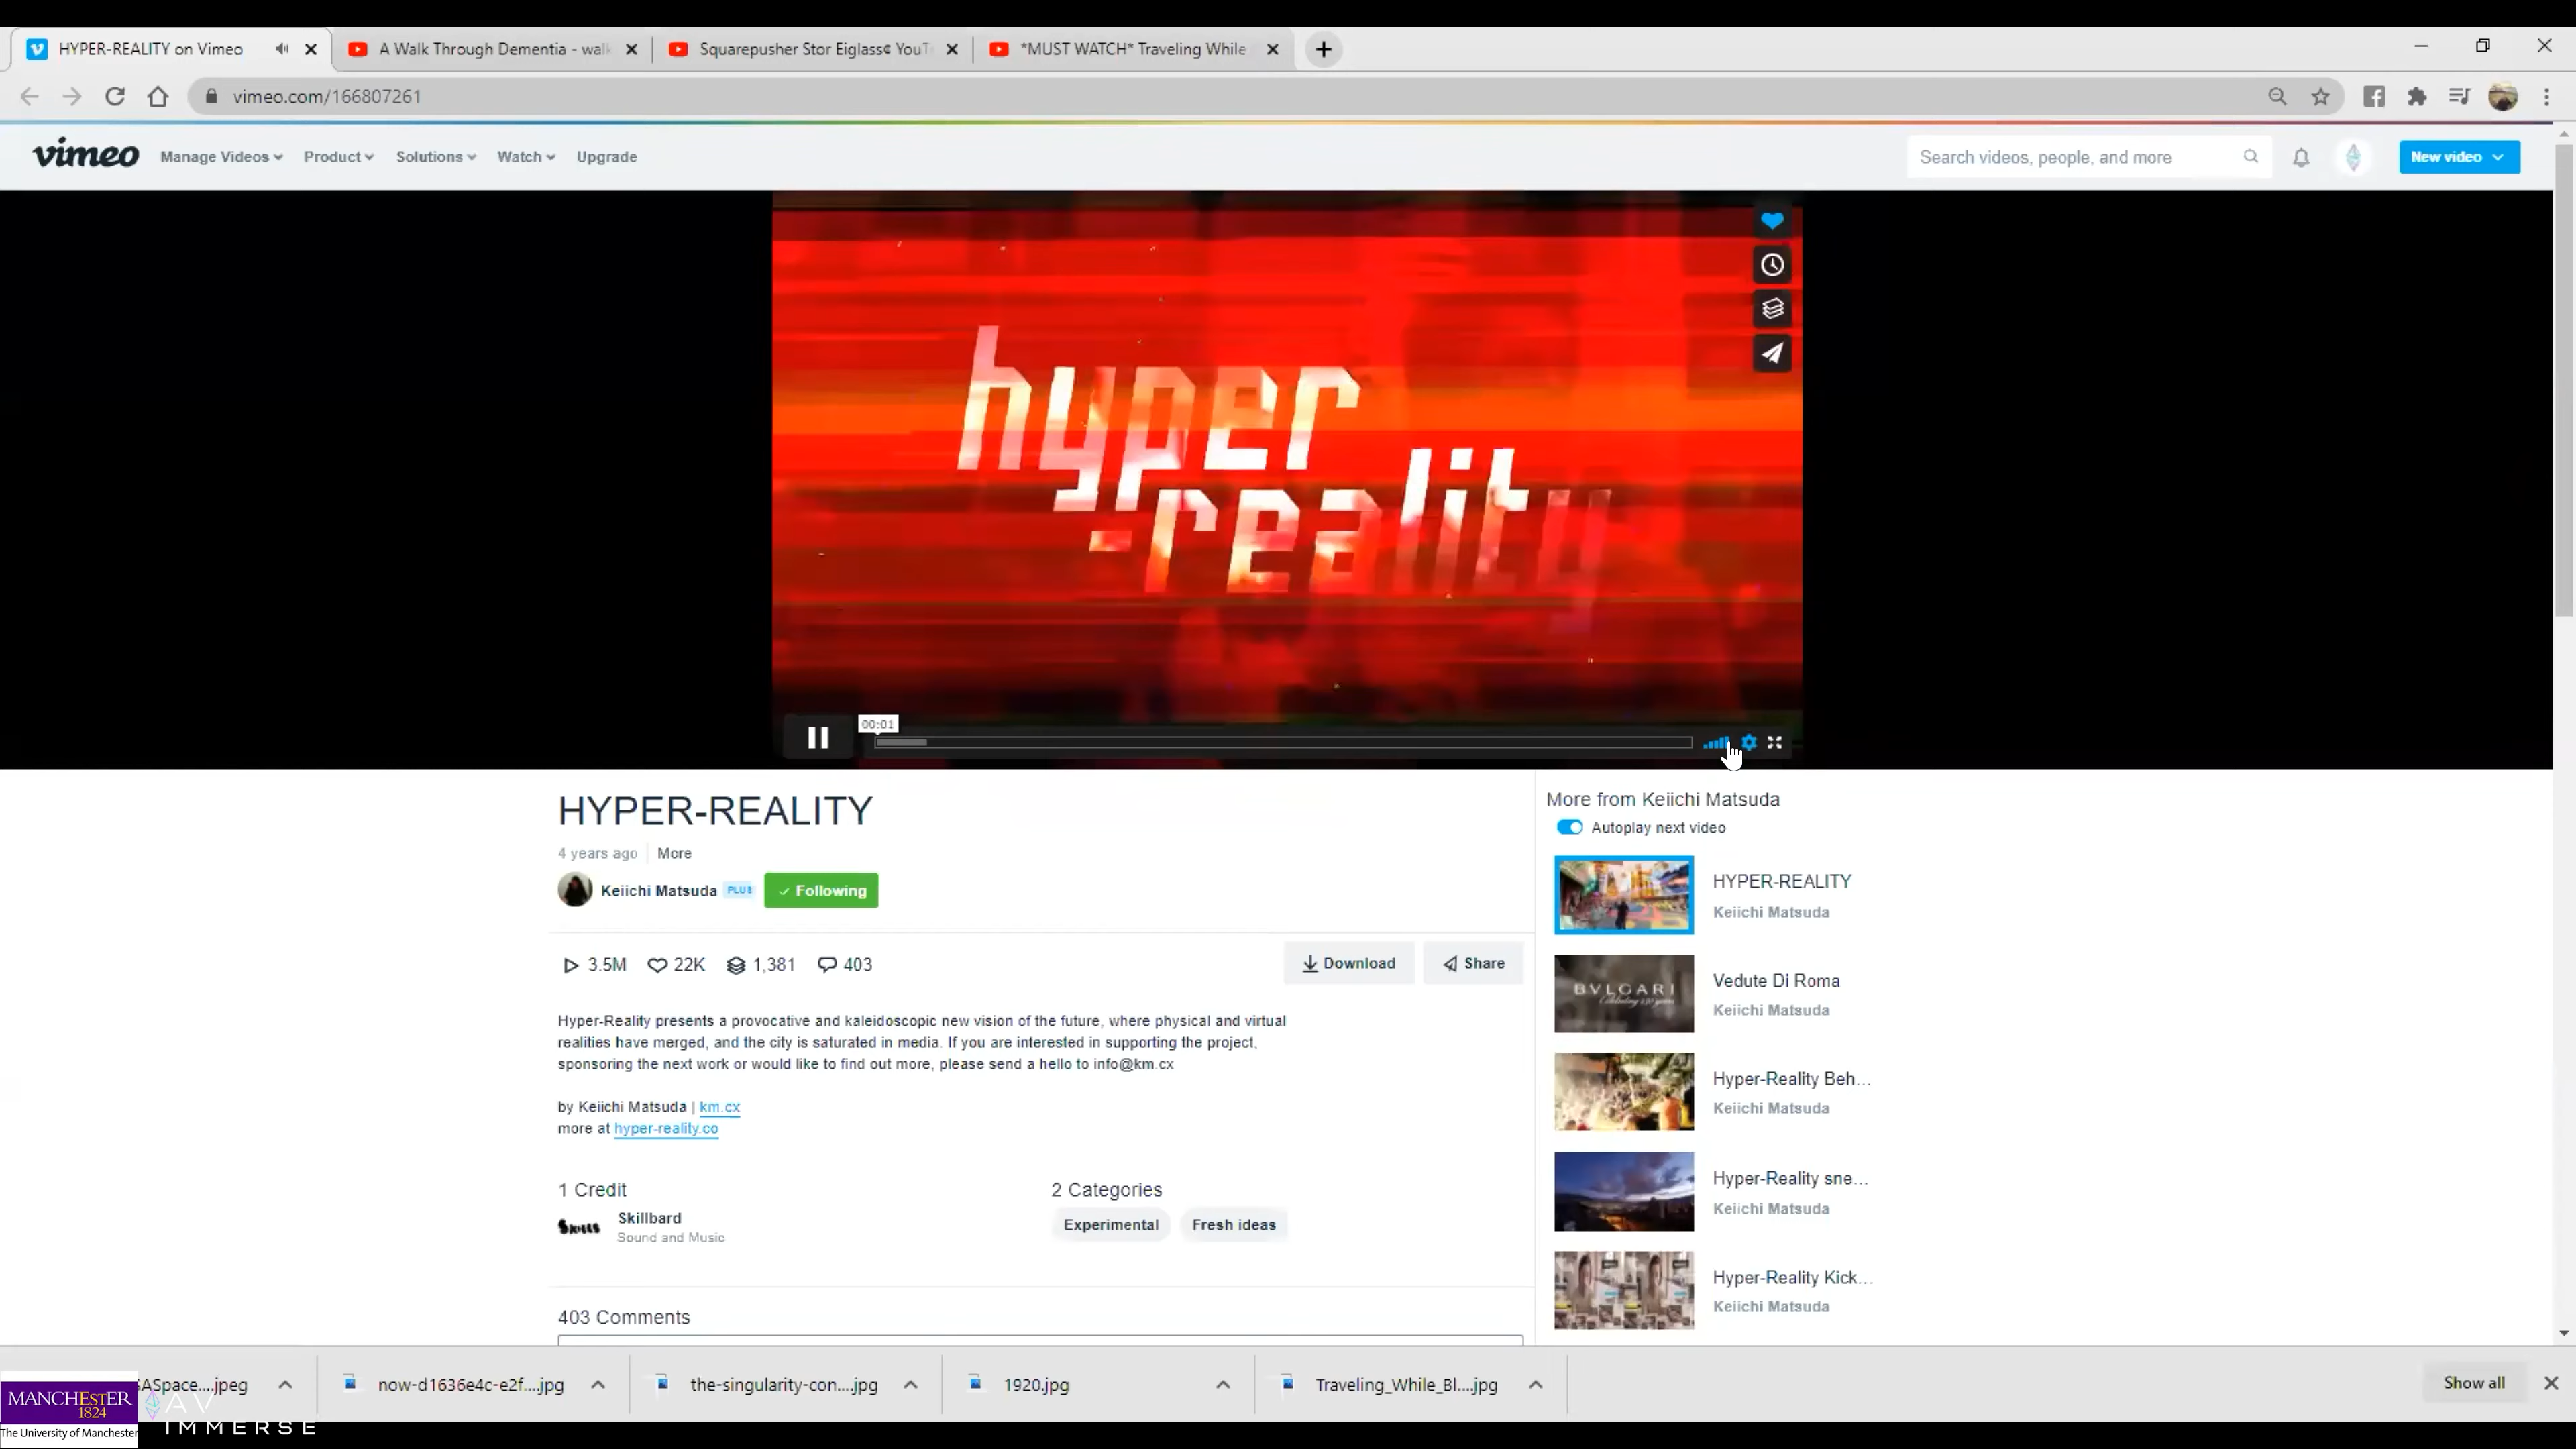 HYPER-REALITY on Vimeo
A Walk Through Dementia - walk
Squarepusher Stor Eiglass¢ YouT
*MUST WATCH* Traveling While
vimeo.com/166807261
vimeo
Manage Videos
Product
Solutions
Watch
Upgrade
Search videos, people, and more
New video
hyper
-reality
00:01
HYPER-REALITY
4 years ago
More
Keiichi Matsuda PLUS
Following
3.5M
22K
1,381
403
Download
Share
Hyper-Reality presents a provocative and kaleidoscopic new vision of the future, where physical and virtual
realities have merged, and the city is saturated in media. If you are interested in supporting the project,
sponsoring the next work or would like to find out more, please send a hello to info@km.cx
by Keiichi Matsuda | km.cx
more at hyper-reality.co
1 Credit
Skillbard
Sound and Music
2 Categories
Experimental
Fresh ideas
403 Comments
More from Keiichi Matsuda
Autoplay next video
HYPER-REALITY
Keiichi Matsuda
BVLGARI
Vedute Di Roma
Keiichi Matsuda
Hyper-Reality Beh...
Keiichi Matsuda
Hyper-Reality sne...
Keiichi Matsuda
Hyper-Reality Kick...
Keiichi Matsuda
ASpace....jpeg
now-d1636e4c-e2f....jpg
the-singularity-con....jpg
1920.jpg
Traveling_While_Bl....jpg
Show all
MANCHESTER
1824
The University of Manchester
AV
IMMERSE